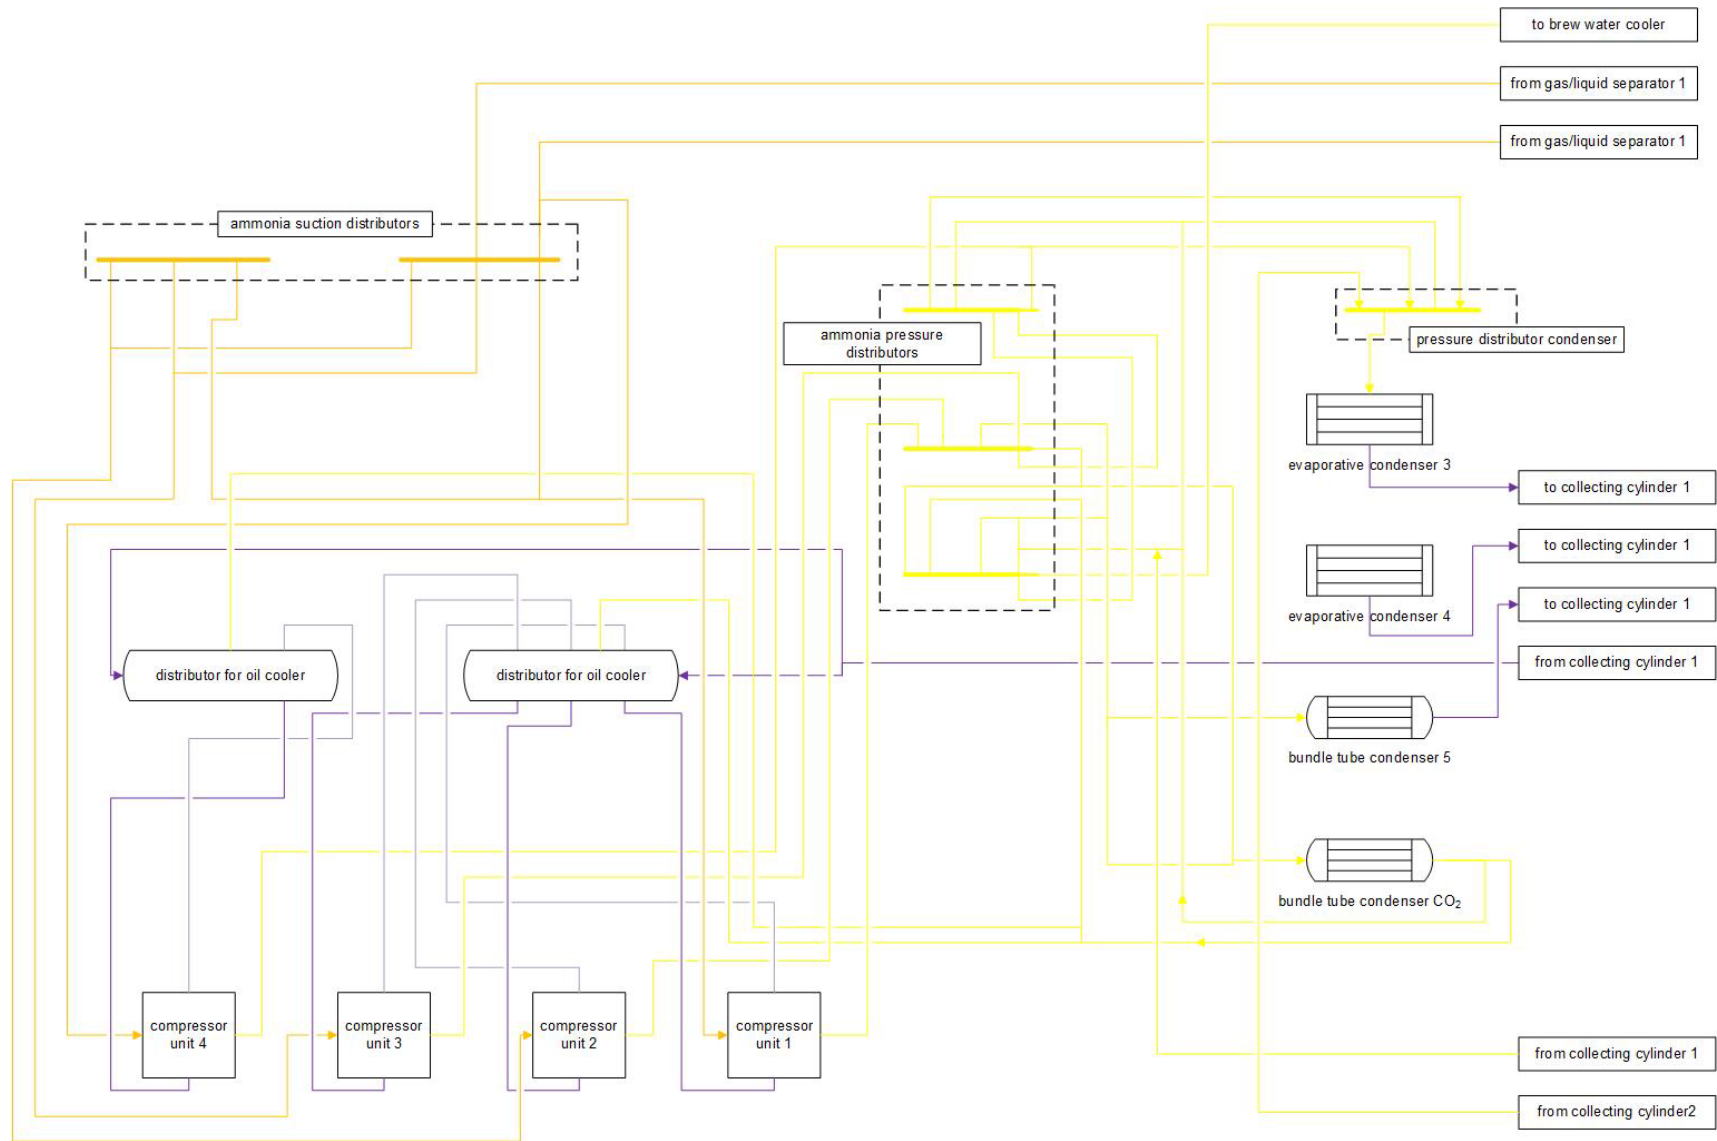 to brew water cooler
from gas/liquid separator 1
from gas/liquid separator 1
ammonia suction distributors
ammonia pressure
distributors
pressure distributor condenser
evaporative condenser 3
to collecting cylinder 1
to collecting cylinder 1
to collecting cylinder 1
evaporative condenser 4
from collecting cylinder 1
distributor for oil cooler
distributor for oil cooler
bundle tube condenser 5
bundle tube condenser CO₂
compressor
unit 4
compressor
unit 3
compressor
unit 2
compressor
unit 1
from collecting cylinder 1
from collecting cylinder2